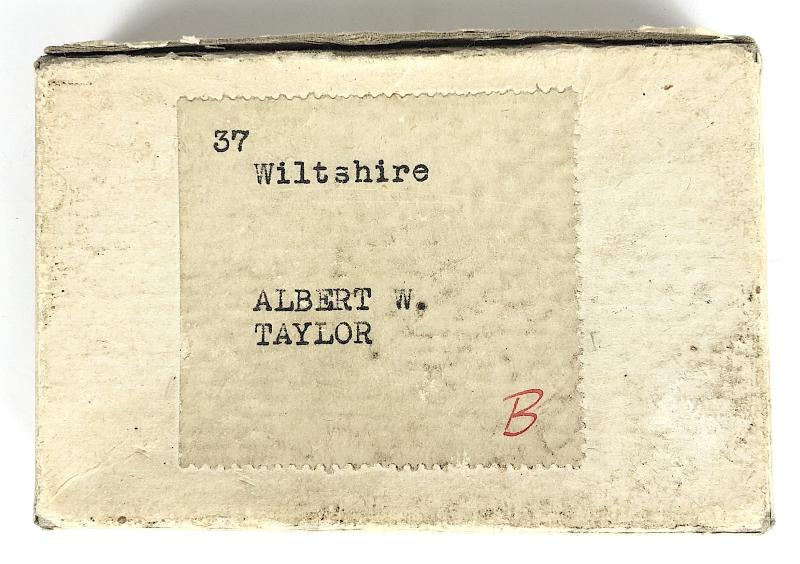 37
Wiltshire
ALBERT W.
TAYLOR
B